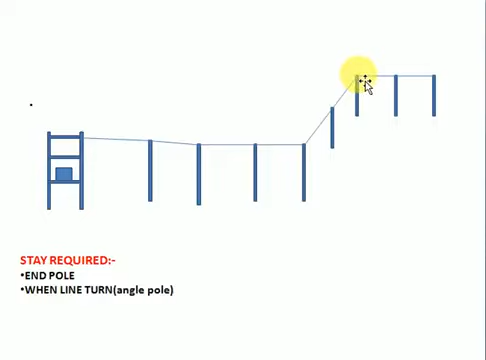 STAY REQUIRED:-
•END POLE
•WHEN LINE TURN(angle pole)